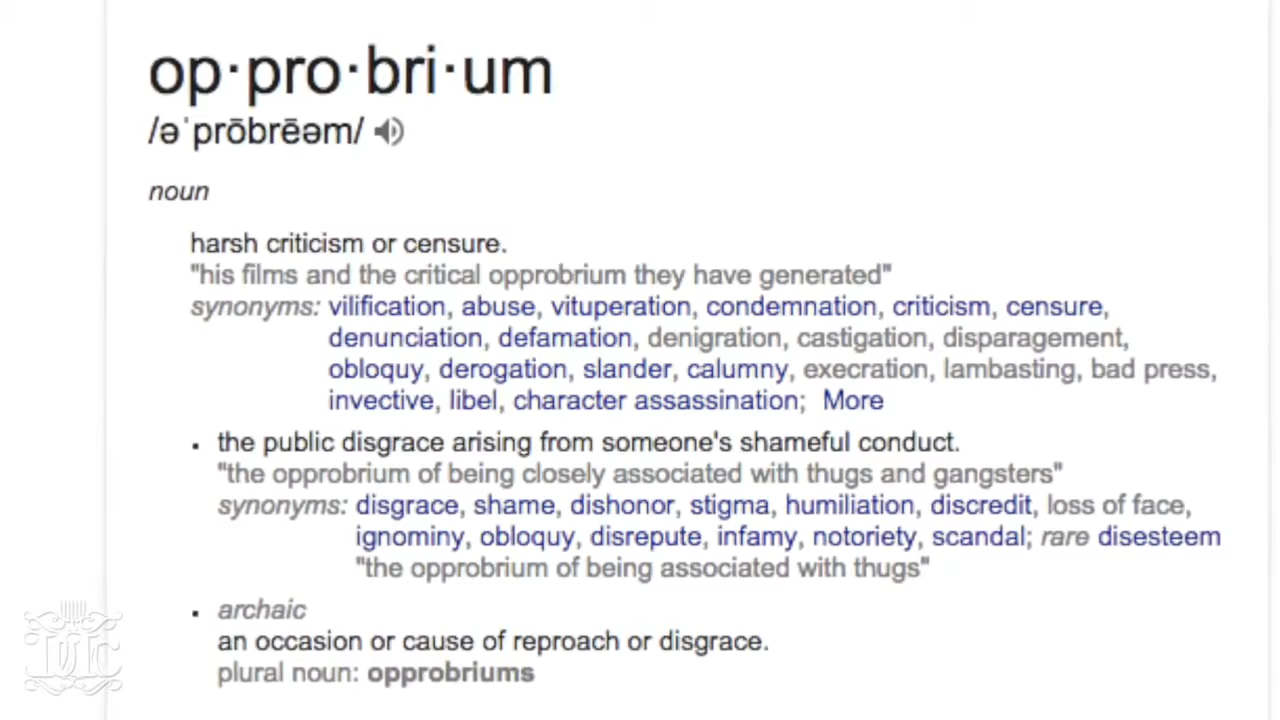 op·pro·bri·um
/əˈprōbrēəm/
noun
harsh criticism or censure.
"his films and the critical opprobrium they have generated"
synonyms: vilification, abuse, vituperation, condemnation, criticism, censure,
denunciation, defamation, denigration, castigation, disparagement,
obloquy, derogation, slander, calumny, execration, lambasting, bad press,
invective, libel, character assassination; More
• the public disgrace arising from someone's shameful conduct.
"the opprobrium of being closely associated with thugs and gangsters"
synonyms: disgrace, shame, dishonor, stigma, humiliation, discredit, loss of face,
ignominy, obloquy, disrepute, infamy, notoriety, scandal; rare disesteem
"the opprobrium of being associated with thugs"
• archaic
an occasion or cause of reproach or disgrace.
plural noun: opprobriums